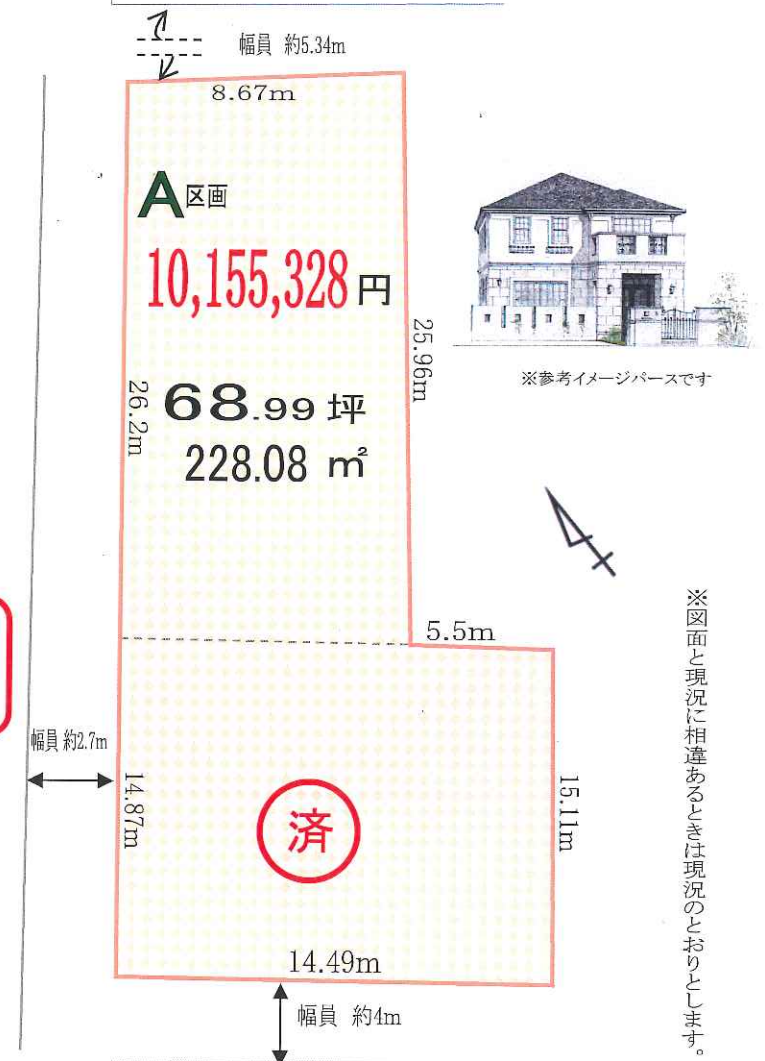 幅員 約5.34m
8.67m
A区画
10,155,328円
25.96m
26.2m
68.99 坪
228.08 ㎡
※参考イメージパースです
5.5m
※図面と現況に相違あるときは現況のとおりとします。
幅員 約2.7m
14.87m
済
15.11m
14.49m
幅員 約4m